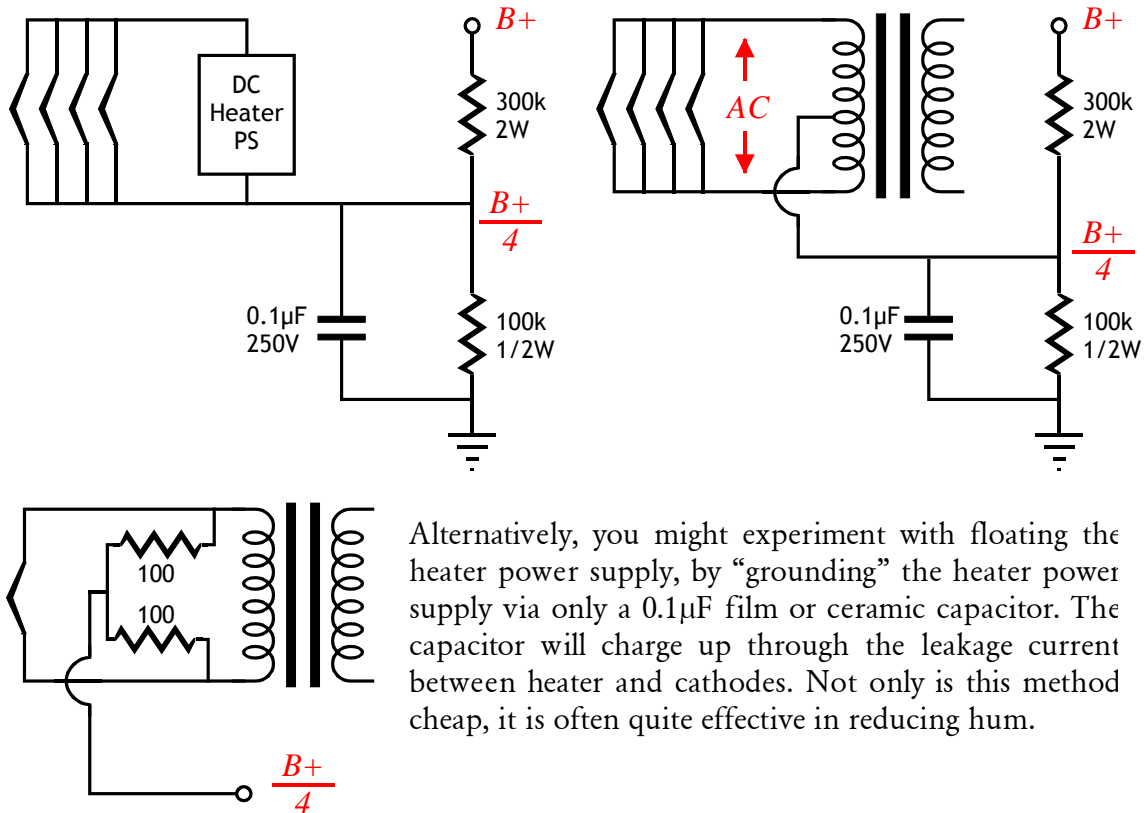 B+
DC
Heater
PS
300k
2W
B+
4
0.1µF
250V
100k
1/2W
B+
AC
300k
2W
B+
4
0.1µF
250V
100k
1/2W
100
100
B+
4
Alternatively, you might experiment with floating the
heater power supply, by “grounding” the heater power
supply via only a 0.1µF film or ceramic capacitor. The
capacitor will charge up through the leakage current
between heater and cathodes. Not only is this method
cheap, it is often quite effective in reducing hum.